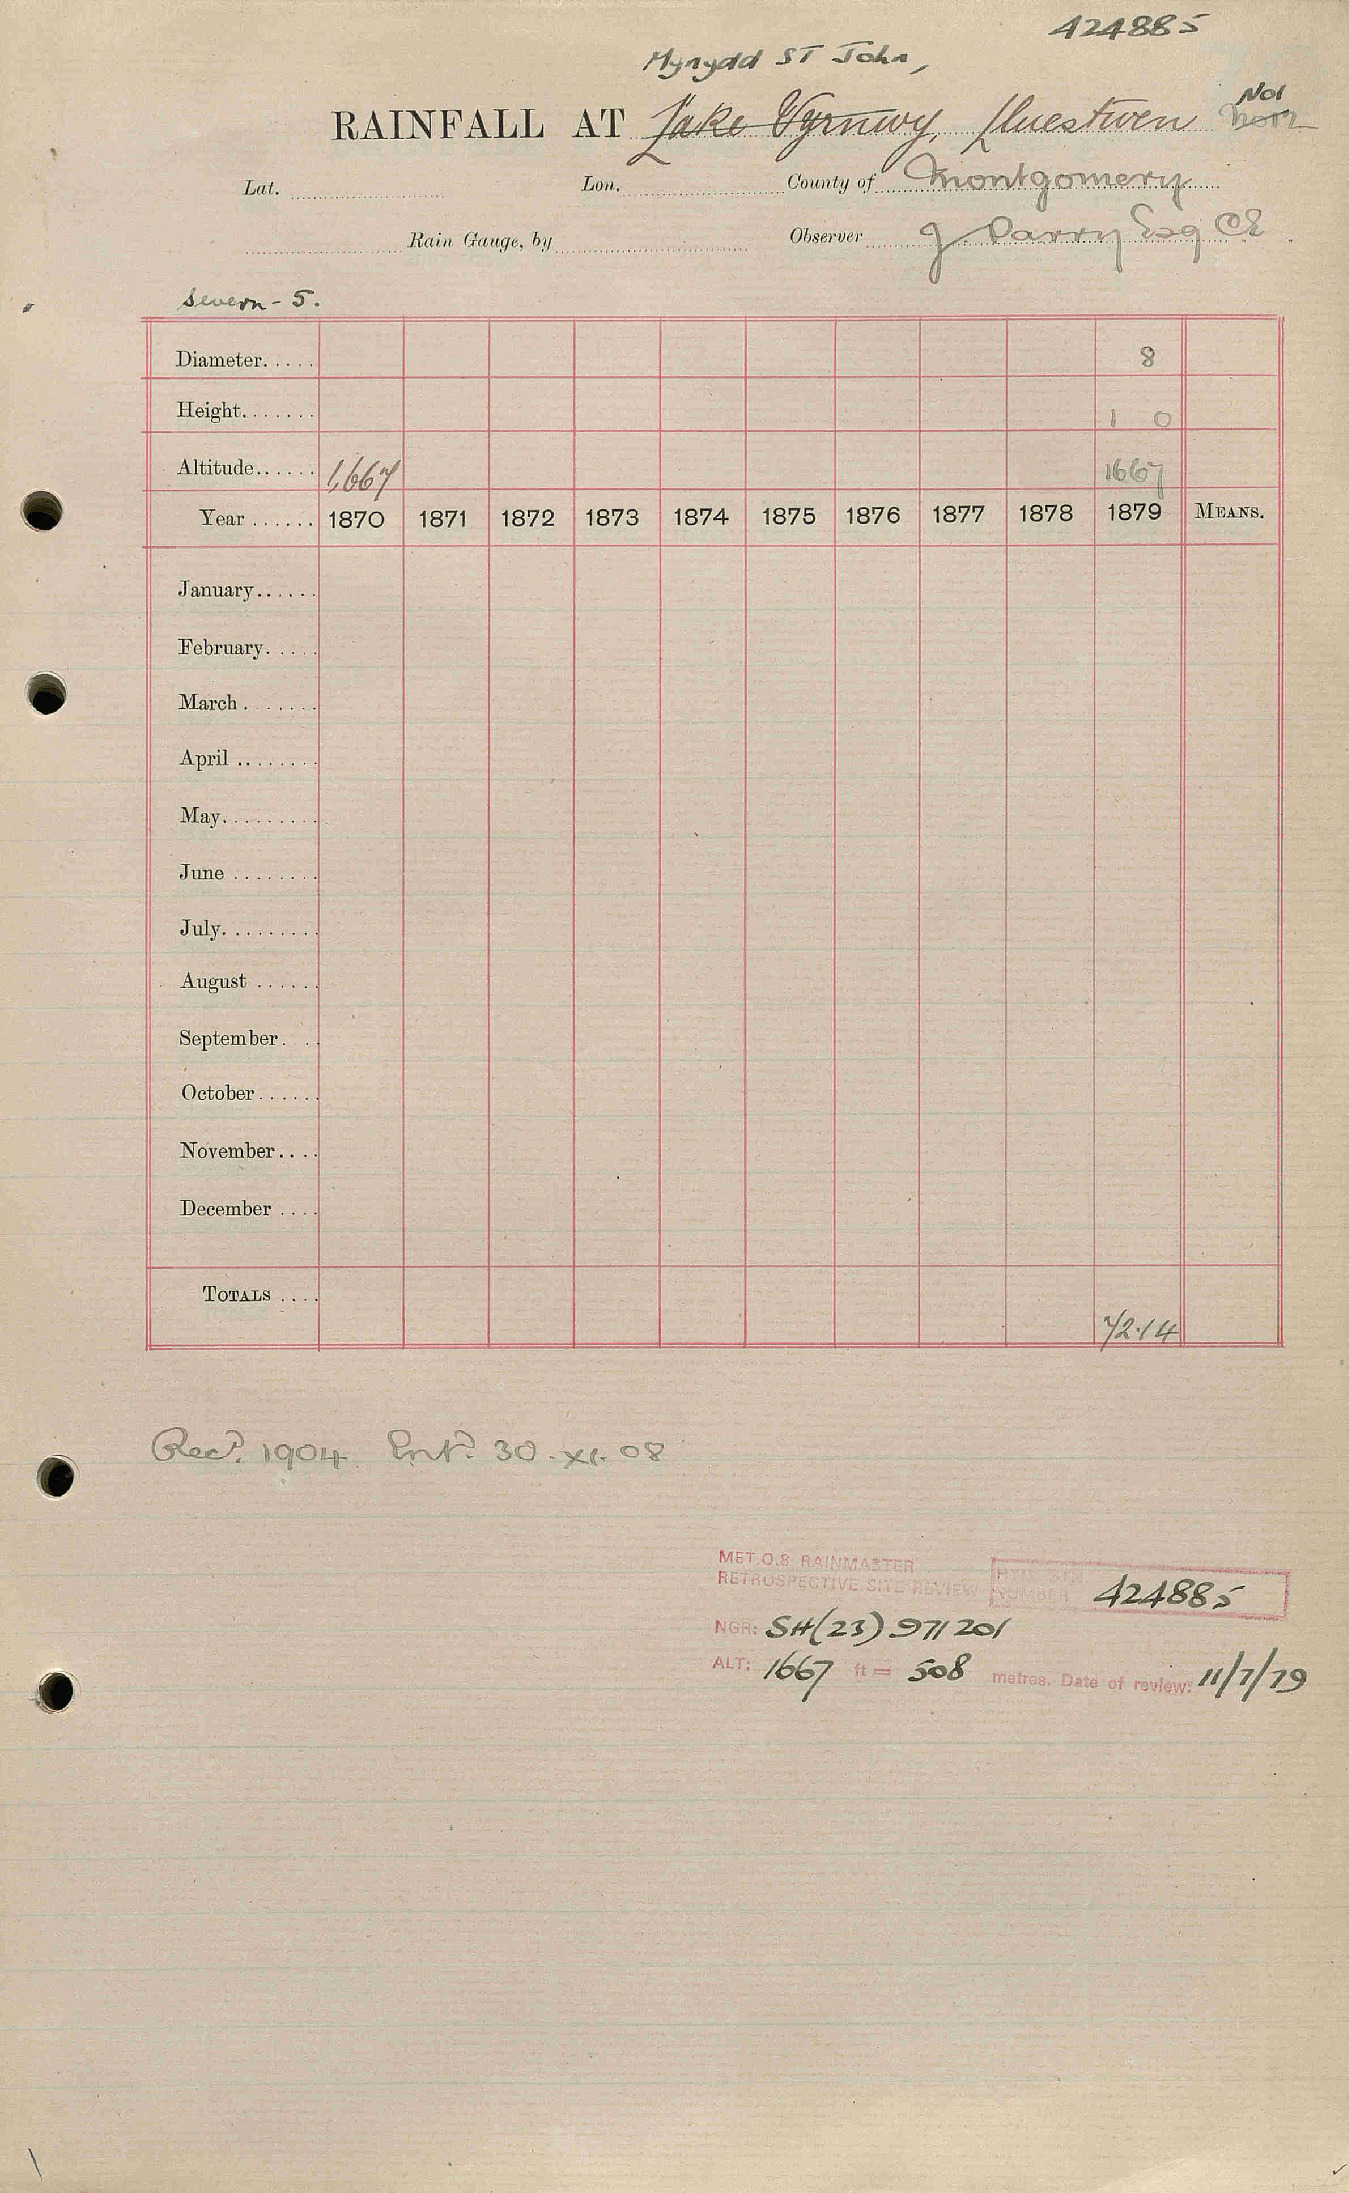 424885
Mynydd ST John,
RAINFALL AT Lake Vyrnwy, Lluestwen No1
Lat. Lon. County of Montgomery
Rain Gauge, by Observer J. Parry Esq CE
Severn - 5.
Diameter 8
Height 1 0
Altitude 1,667 1667
Year 1870 1871 1872 1873 1874 1875 1876 1877 1878 1879 MEANS.
January
February
March
April
May
June
July
August
September
October
November
December
TOTALS
72.14
Recd. 1904 Entd. 30.xi.08
MET.O.8 RAINMASTER
RETROSPECTIVE SITE REVIEW HYD. STN NUMBER 424885
NGR: SH(23) 971 201
ALT: 1667 ft = 508 metres. Date of review: 11/7/79